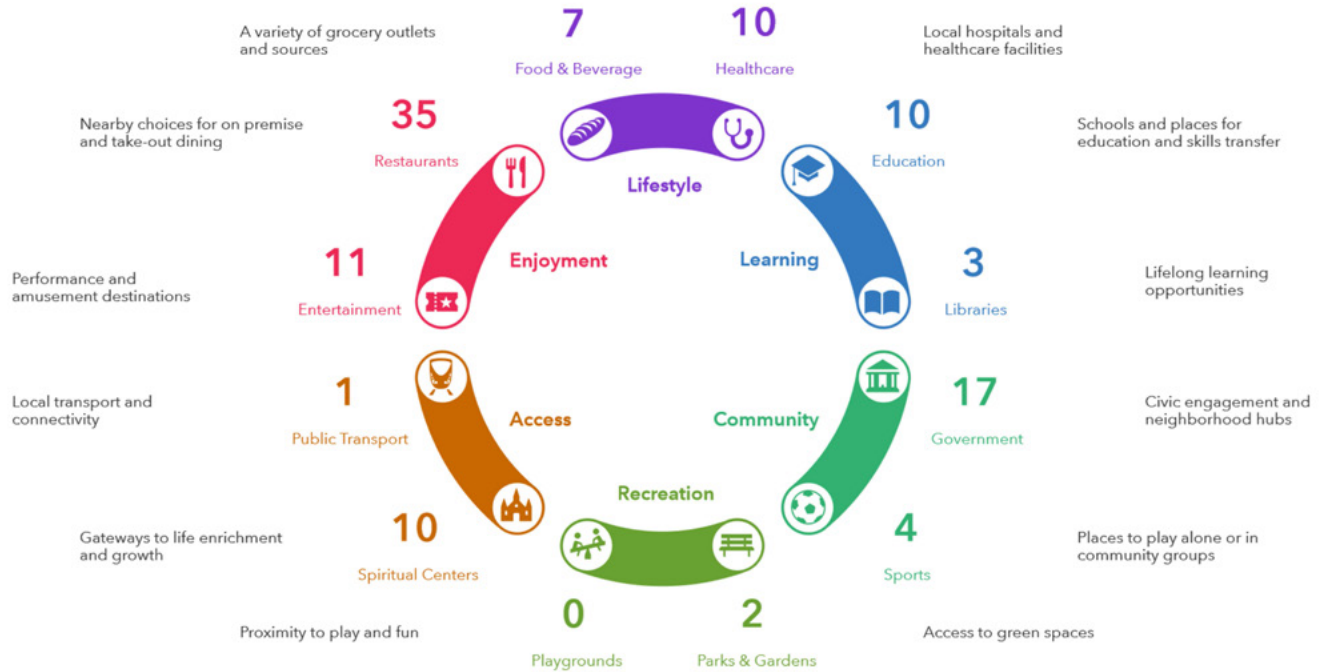 7
10
A variety of grocery outlets
and sources
Food & Beverage
Healthcare
Local hospitals and
healthcare facilities
Nearby choices for on premise
and take-out dining
35
Restaurants
10
Education
Schools and places for
education and skills transfer
Lifestyle
Enjoyment
Learning
Performance and
amusement destinations
11
Entertainment
3
Libraries
Lifelong learning
opportunities
Local transport and
connectivity
1
Public Transport
Access
Community
17
Government
Civic engagement and
neighborhood hubs
Recreation
Gateways to life enrichment
and growth
10
Spiritual Centers
4
Sports
Places to play alone or in
community groups
Proximity to play and fun
0
Playgrounds
2
Parks & Gardens
Access to green spaces